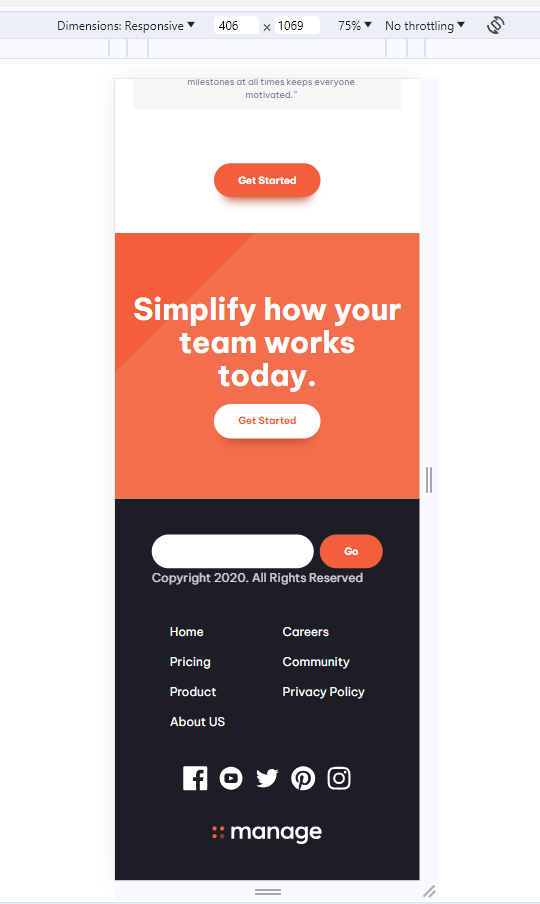 Dimensions: Responsive
406 × 1069
75%
No throttling
milestones at all times keeps everyone
motivated.”
Get Started
Simplify how your
team works
today.
Get Started
Go
Copyright 2020. All Rights Reserved
Home
Careers
Pricing
Community
Product
Privacy Policy
About US
manage